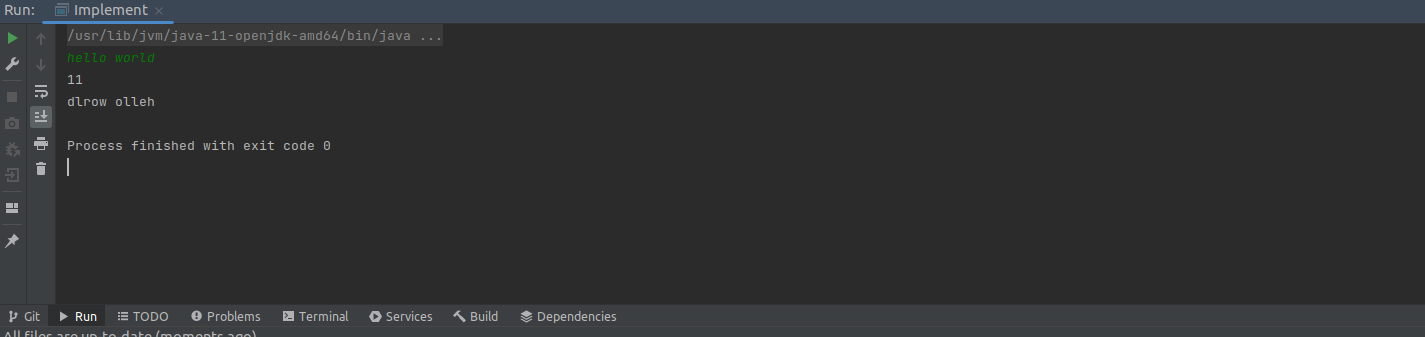 Run: Implement ×
/usr/lib/jvm/java-11-openjdk-amd64/bin/java ...
hello world
11
dlrow olleh
Process finished with exit code 0
Git Run TODO Problems Terminal Services Build Dependencies
All files are up-to-date (moments ago)